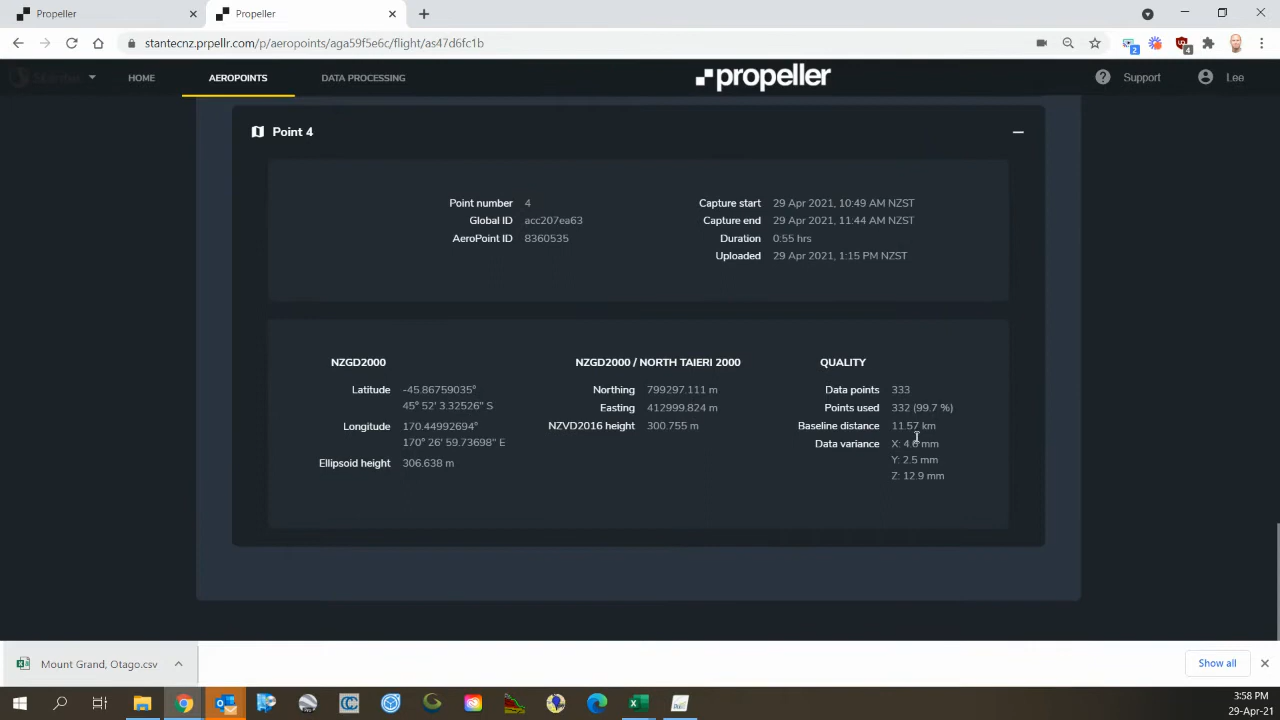 Propeller
Propeller
stantecnz.prpellr.com/p/aeropoints/aga59f5e6c/flight/as47d6fc1b
2
4
Stantec
HOME
AEROPOINTS
DATA PROCESSING
propeller
Support
Lee
Point 4
Point number 4
Global ID acc207ea63
AeroPoint ID 8360535
Capture start 29 Apr 2021, 10:49 AM NZST
Capture end 29 Apr 2021, 11:44 AM NZST
Duration 0:55 hrs
Uploaded 29 Apr 2021, 1:15 PM NZST
NZGD2000
Latitude -45.86759035°
45° 52' 3.32526" S
Longitude 170.44992694°
170° 26' 59.73698" E
Ellipsoid height 306.638 m
NZGD2000 / NORTH TAIERI 2000
Northing 799297.111 m
Easting 412999.824 m
NZVD2016 height 300.755 m
QUALITY
Data points 333
Points used 332 (99.7 %)
Baseline distance 11.57 km
Data variance X: mm
Y: 2.5 mm
Z: 12.9 mm
Mount Grand, Otago.csv
Show all
3:58 PM
29-Apr-21